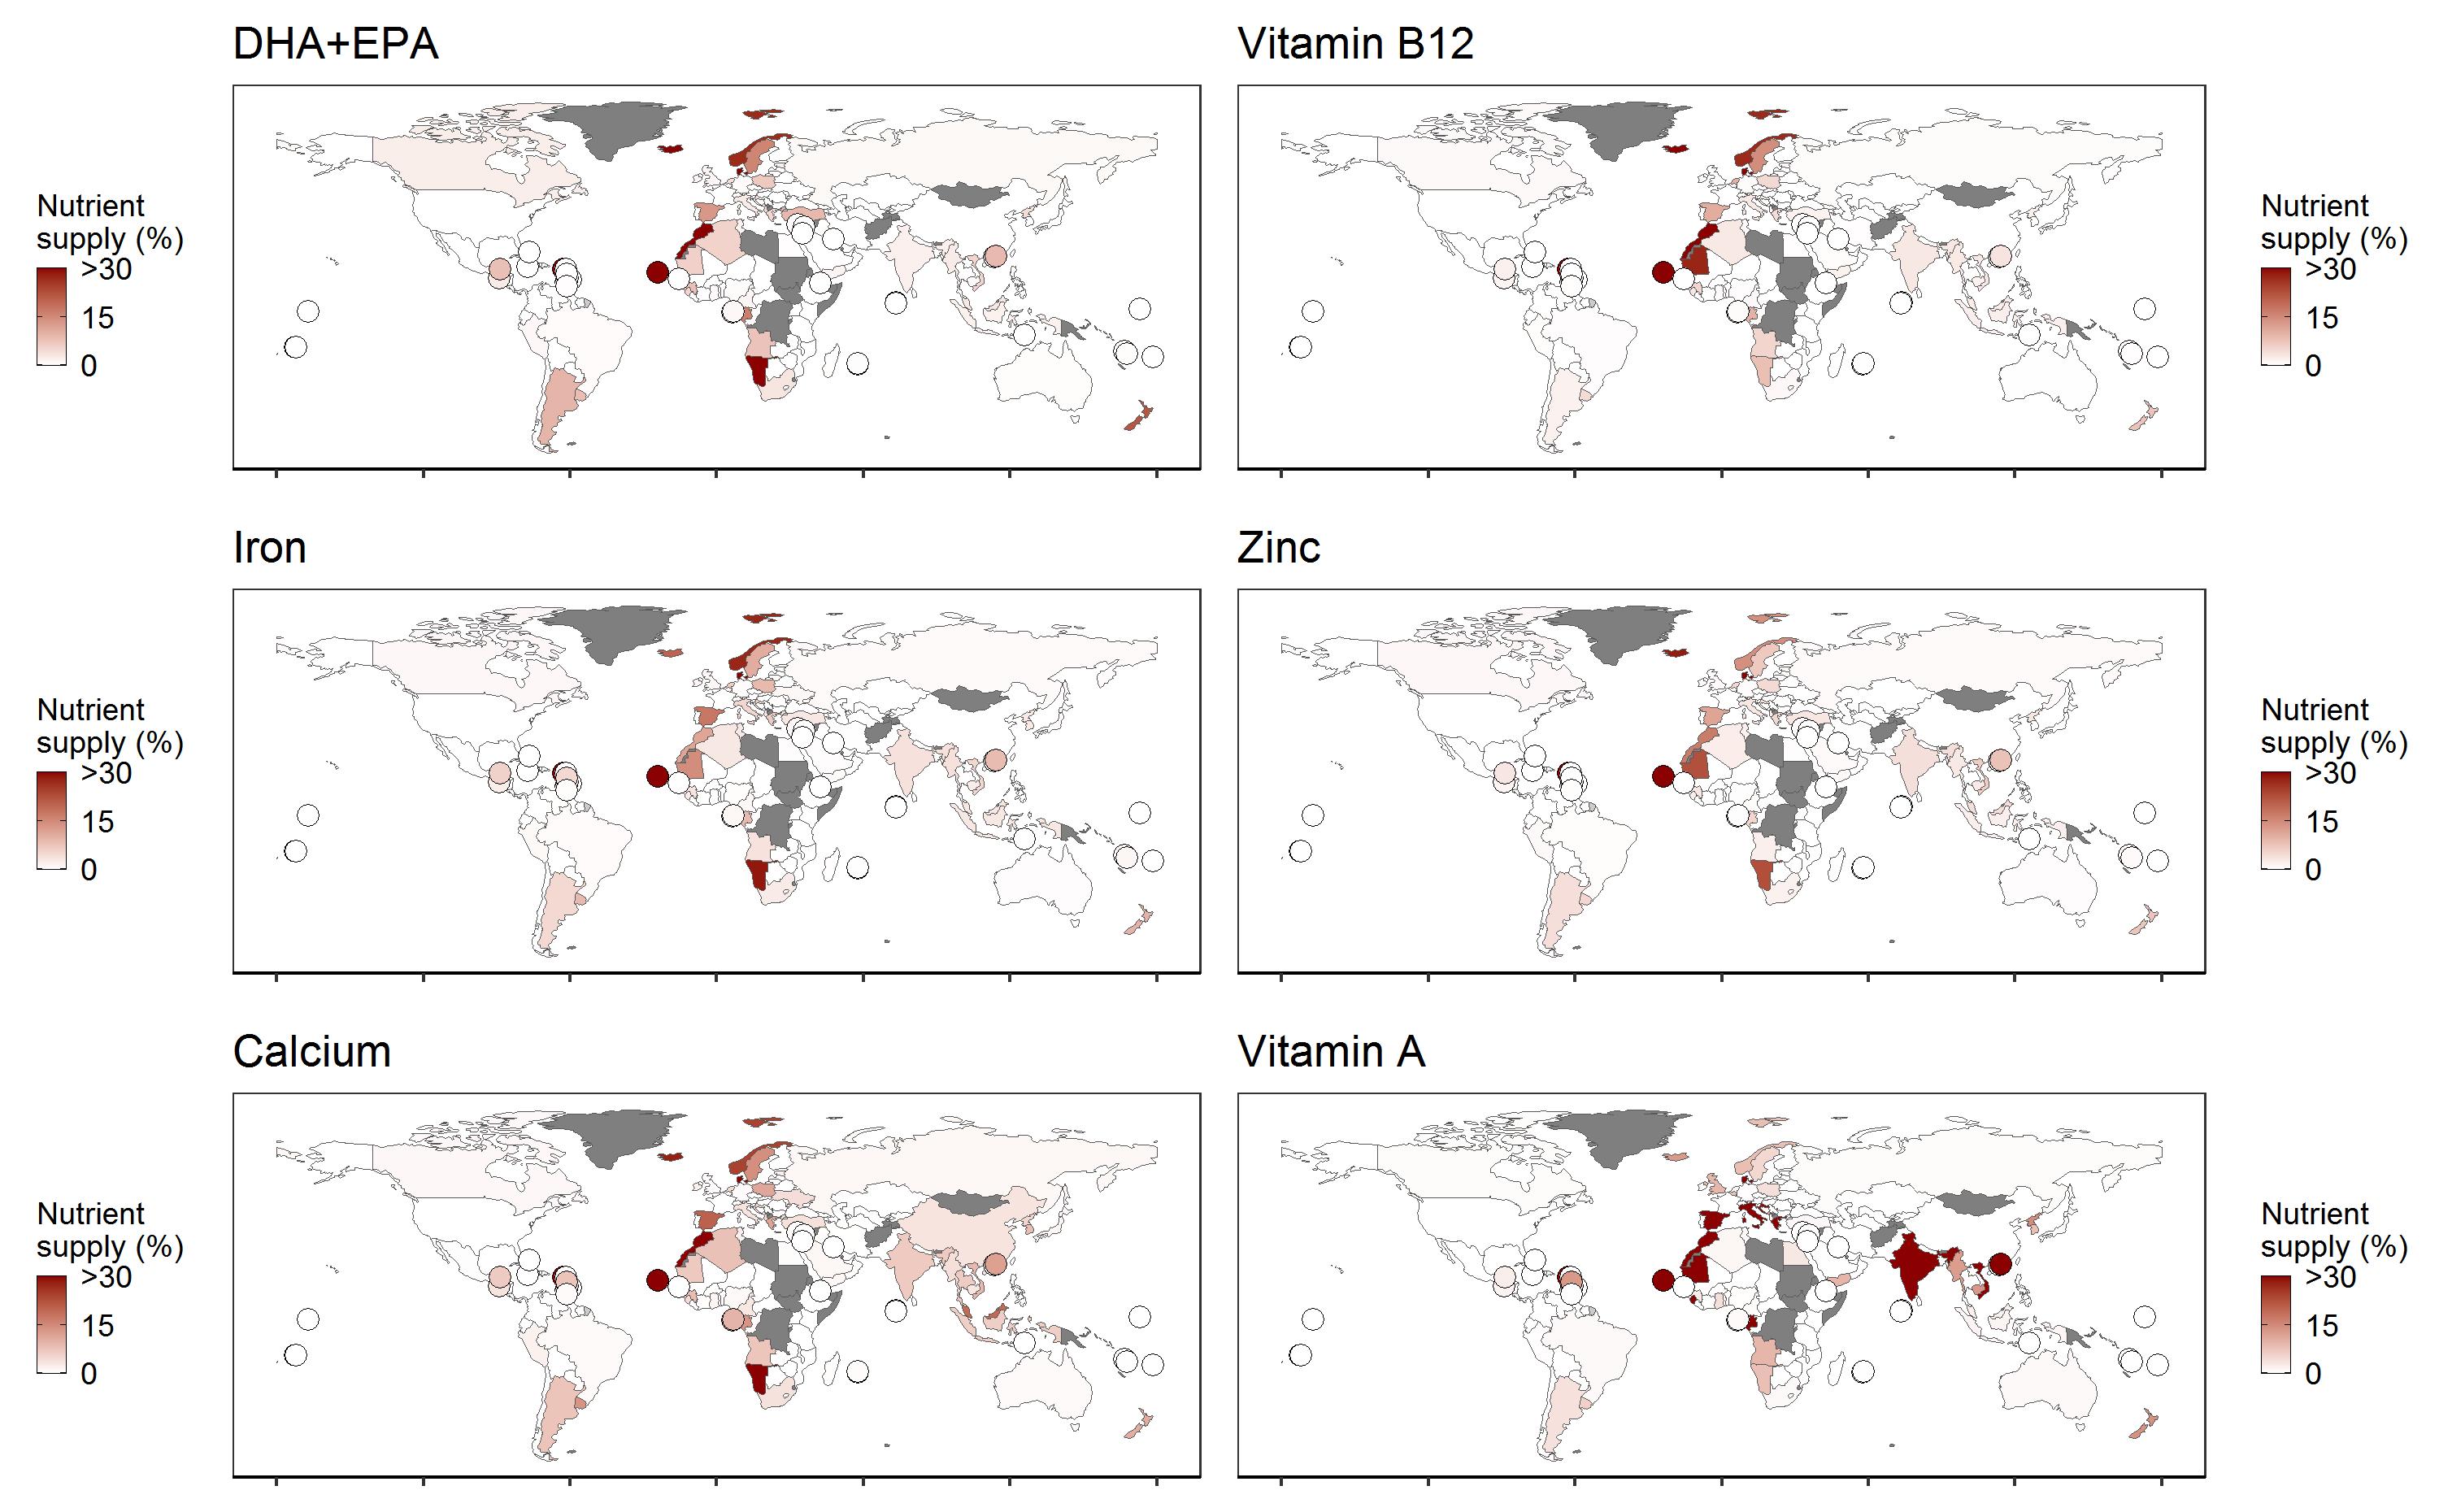 DHA+EPA
Vitamin B12
Nutrient
supply (%)
>30
15
0
Nutrient
supply (%)
>30
15
0
Iron
Zinc
Nutrient
supply (%)
>30
15
0
Nutrient
supply (%)
>30
15
0
Calcium
Vitamin A
Nutrient
supply (%)
>30
15
0
Nutrient
supply (%)
>30
15
0